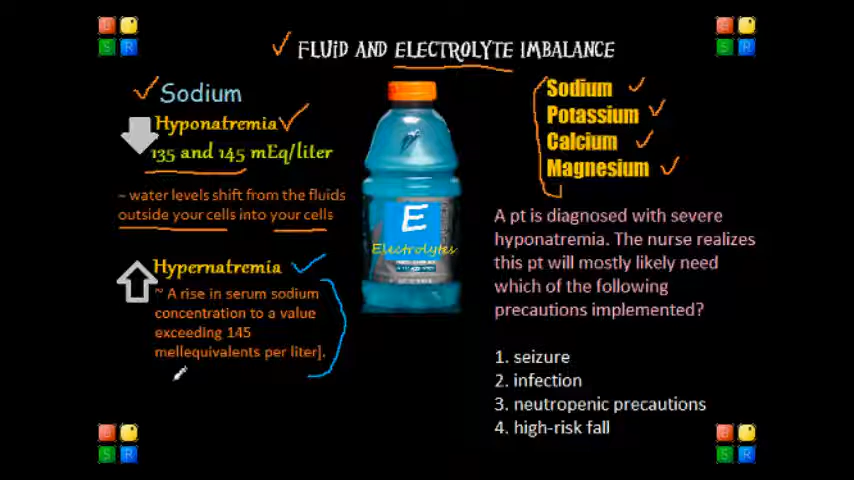 FLUID AND ELECTROLYTE IMBALANCE
Sodium
Hyponatremia
135 and 145 mEq/liter
~ water levels shift from the fluids
outside your cells into your cells
Hypernatremia
~ A rise in serum sodium
concentration to a value
exceeding 145
mellequivalents per liter].
E
Electrolytes
Sodium
Potassium
Calcium
Magnesium
A pt is diagnosed with severe
hyponatremia. The nurse realizes
this pt will mostly likely need
which of the following
precautions implemented?
1. seizure
2. infection
3. neutropenic precautions
4. high-risk fall